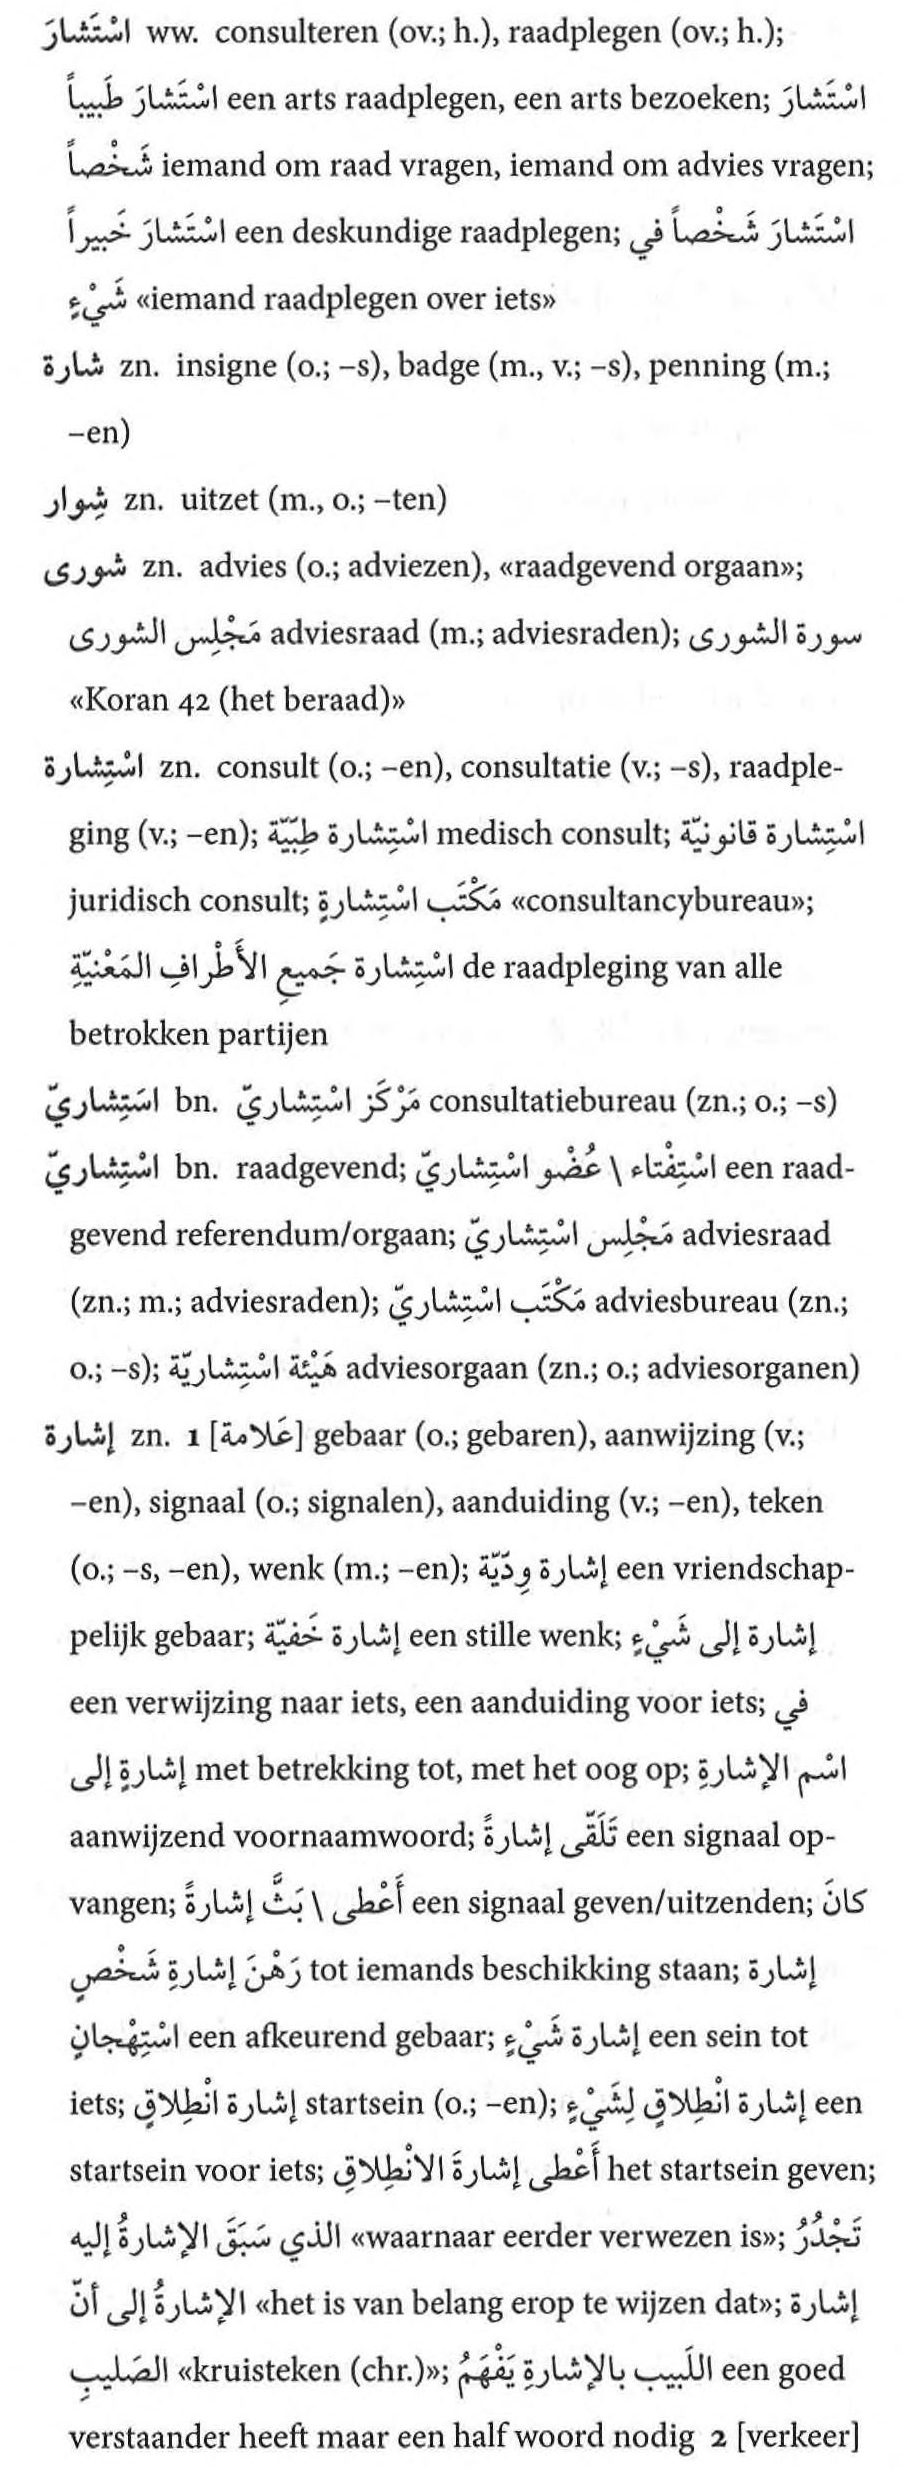 اسْتَشارَ ww. consulteren (ov.; h.), raadplegen (ov.; h.);
اسْتَشارَ طَبيباً een arts raadplegen, een arts bezoeken; اسْتَشارَ
شَخْصاً iemand om raad vragen, iemand om advies vragen;
اسْتَشارَ خَبيراً een deskundige raadplegen; اسْتَشارَ شَخْصاً في
شَيْءٍ «iemand raadplegen over iets»
شارة zn. insigne (o.; –s), badge (m., v.; –s), penning (m.;
–en)
شِوار zn. uitzet (m., o.; –ten)
شورى zn. advies (o.; adviezen), «raadgevend orgaan»;
مَجْلِس الشورى adviesraad (m.; adviesraden); سورة الشورى
«Koran 42 (het beraad)»
اسْتِشارة zn. consult (o.; –en), consultatie (v.; –s), raadple-
ging (v.; –en); اسْتِشارة طِبّيّة medisch consult; اسْتِشارة قانونيّة
juridisch consult; مَكْتَب اسْتِشارةٍ «consultancybureau»;
اسْتِشارة جَميعِ الأَطْرافِ المَعْنيّةِ de raadpleging van alle
betrokken partijen
اسَتِشاريّ bn. مَرْكَز اسْتِشاريّ consultatiebureau (zn.; o.; –s)
اسْتِشاريّ bn. raadgevend; اسْتِفْتاء \ عُضْو اسْتِشاريّ een raad-
gevend referendum/orgaan; مَجْلِس اسْتِشاريّ adviesraad
(zn.; m.; adviesraden); مَكْتَب اسْتِشاريّ adviesbureau (zn.;
o.; –s); هَيْئة اسْتِشاريّة adviesorgaan (zn.; o.; adviesorganen)
إشارة zn. 1 [عَلامة] gebaar (o.; gebaren), aanwijzing (v.;
–en), signaal (o.; signalen), aanduiding (v.; –en), teken
(o.; –s, –en), wenk (m.; –en); إشارة وِدّيّة een vriendschap-
pelijk gebaar; إشارة خَفيّة een stille wenk; إشارة إلى شَيْءٍ
een verwijzing naar iets, een aanduiding voor iets; في
إشارةٍ إلى met betrekking tot, met het oog op; اسْم الإشارةِ
aanwijzend voornaamwoord; تَلَقّى إشارةً een signaal op-
vangen; أَعْطى \ بَثَّ إشارةً een signaal geven/uitzenden; كانَ
رَهْنَ إشارةِ شَخْصٍ tot iemands beschikking staan; إشارة
اسْتِهْجانٍ een afkeurend gebaar; إشارة شَيْءٍ een sein tot
iets; إشارة انْطِلاقٍ startsein (o.; –en); إشارة انْطِلاقٍ لِشَيْءٍ een
startsein voor iets; أَعْطى إشارةَ الانْطِلاقِ het startsein geven;
الذي سَبَقَ الإشارةُ إليه «waarnaar eerder verwezen is»; تَجْدُرُ
الإشارةُ إلى أنّ «het is van belang erop te wijzen dat»; إشارة
الصَليبِ «kruisteken (chr.)»; اللَبيب بالإشارةِ يَفْهَمُ een goed
verstaander heeft maar een half woord nodig 2 [verkeer]